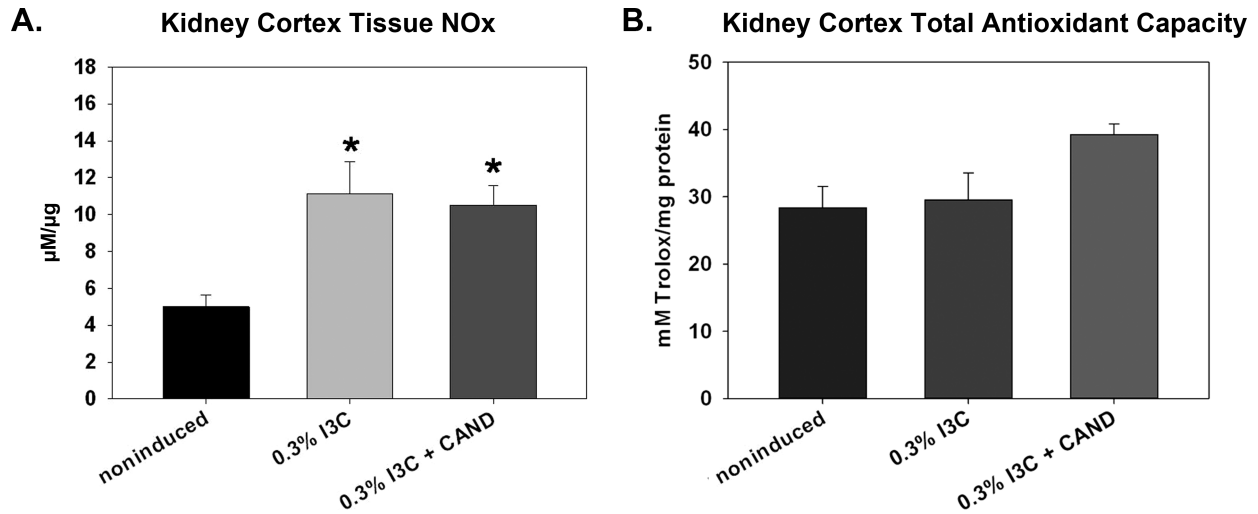 A.
Kidney Cortex Tissue NOx
18
16
14
12
10
8
6
4
2
0
µM/µg
*
*
noninduced
0.3% I3C
0.3% I3C + CAND
B.
Kidney Cortex Total Antioxidant Capacity
50
40
30
20
10
0
mM Trolox/mg protein
noninduced
0.3% I3C
0.3% I3C + CAND